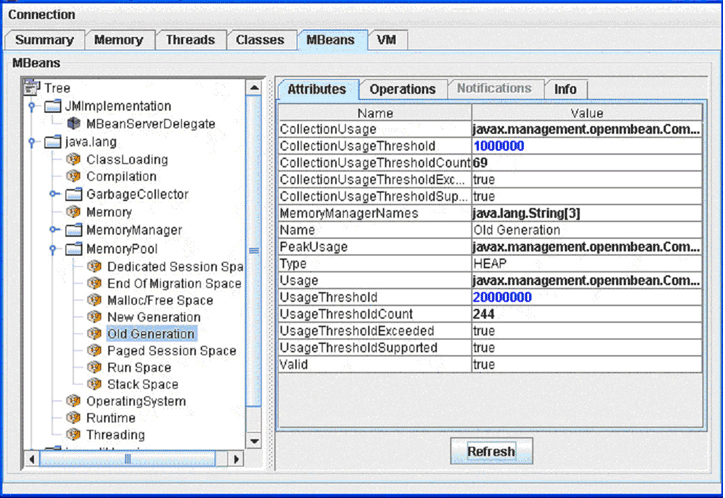 Connection
Summary Memory Threads Classes MBeans VM
MBeans
Tree
JMImplementation
MBeanServerDelegate
java.lang
ClassLoading
Compilation
GarbageCollector
Memory
MemoryManager
MemoryPool
Dedicated Session Spa
End Of Migration Space
Malloc/Free Space
New Generation
Old Generation
Paged Session Space
Run Space
Stack Space
OperatingSystem
Runtime
Threading
Attributes Operations Notifications Info
Name Value
CollectionUsage javax.management.openmbean.Com...
CollectionUsageThreshold 1000000
CollectionUsageThresholdCount 69
CollectionUsageThresholdExc... true
CollectionUsageThresholdSup... true
MemoryManagerNames java.lang.String[3]
Name Old Generation
PeakUsage javax.management.openmbean.Com...
Type HEAP
Usage javax.management.openmbean.Com...
UsageThreshold 20000000
UsageThresholdCount 244
UsageThresholdExceeded true
UsageThresholdSupported true
Valid true
Refresh